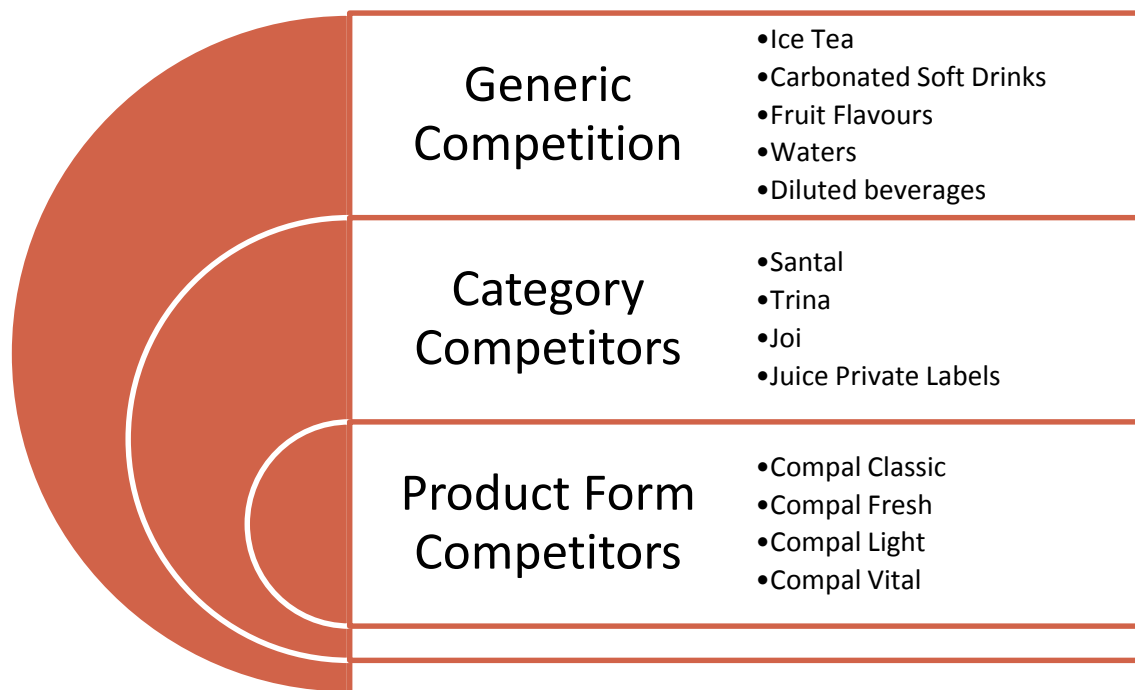 Generic
Competition
•Ice Tea
•Carbonated Soft Drinks
•Fruit Flavours
•Waters
•Diluted beverages
Category
Competitors
•Santal
•Trina
•Joi
•Juice Private Labels
Product Form
Competitors
•Compal Classic
•Compal Fresh
•Compal Light
•Compal Vital